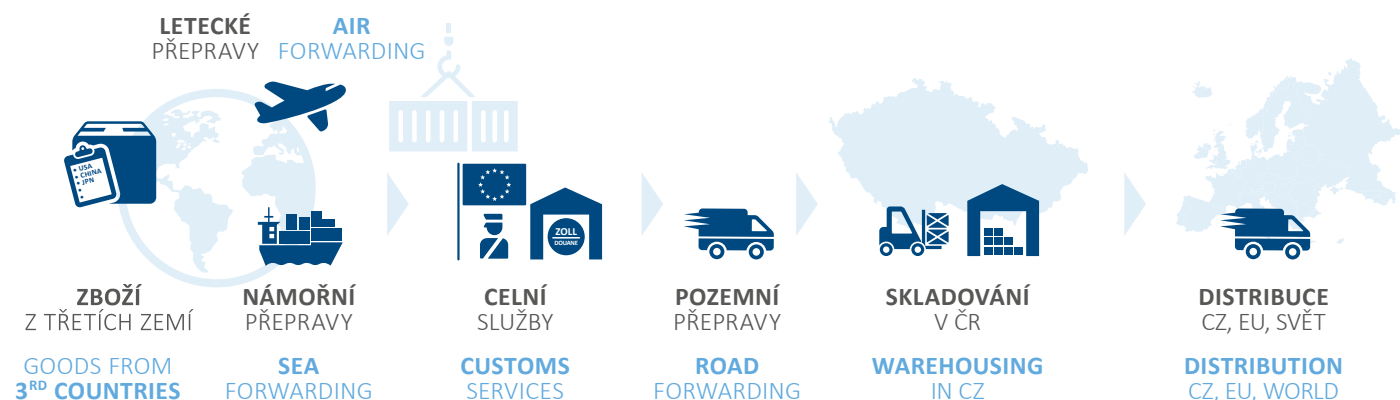 LETECKÉ
PŘEPRAVY
AIR
FORWARDING
USA
CHINA
JPN
ZOLL
DOUANE
ZBOŽÍ
Z TŘETÍCH ZEMÍ
GOODS FROM
3RD COUNTRIES
NÁMOŘNÍ
PŘEPRAVY
SEA
FORWARDING
CELNÍ
SLUŽBY
CUSTOMS
SERVICES
POZEMNÍ
PŘEPRAVY
ROAD
FORWARDING
SKLADOVÁNÍ
V ČR
WAREHOUSING
IN CZ
DISTRIBUCE
CZ, EU, SVĚT
DISTRIBUTION
CZ, EU, WORLD